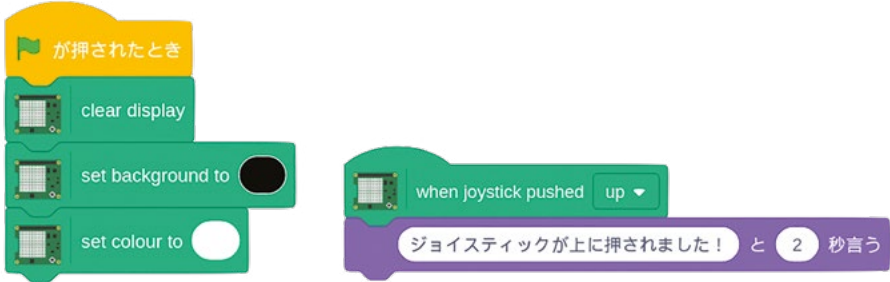 が押されたとき
clear display
set background to
set colour to
when joystick pushed up
ジョイスティックが上に押されました! と 2 秒言う